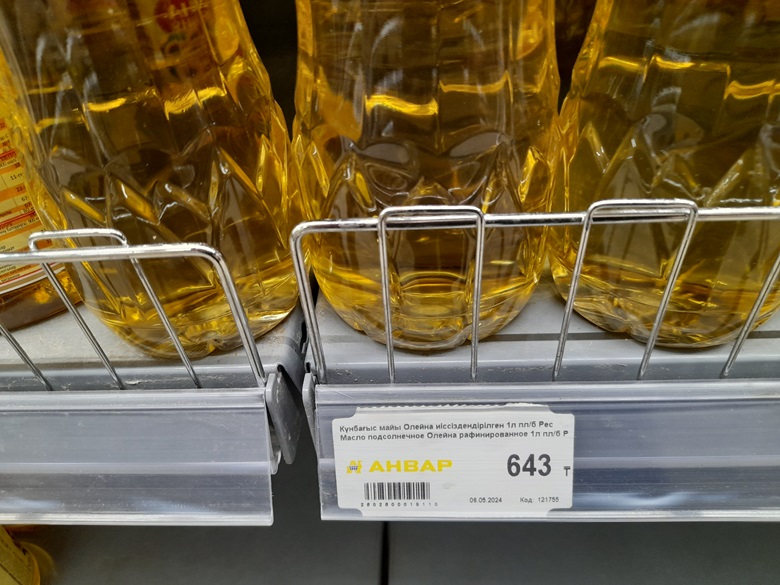 Күнбағыс майы Олейна иіссіздендірілген 1л пл/б Рес
Масло подсолнечное Олейна рафинированное 1л пл/б Р
АНВАР
643 ₸
06.05.2024 Код: 121755